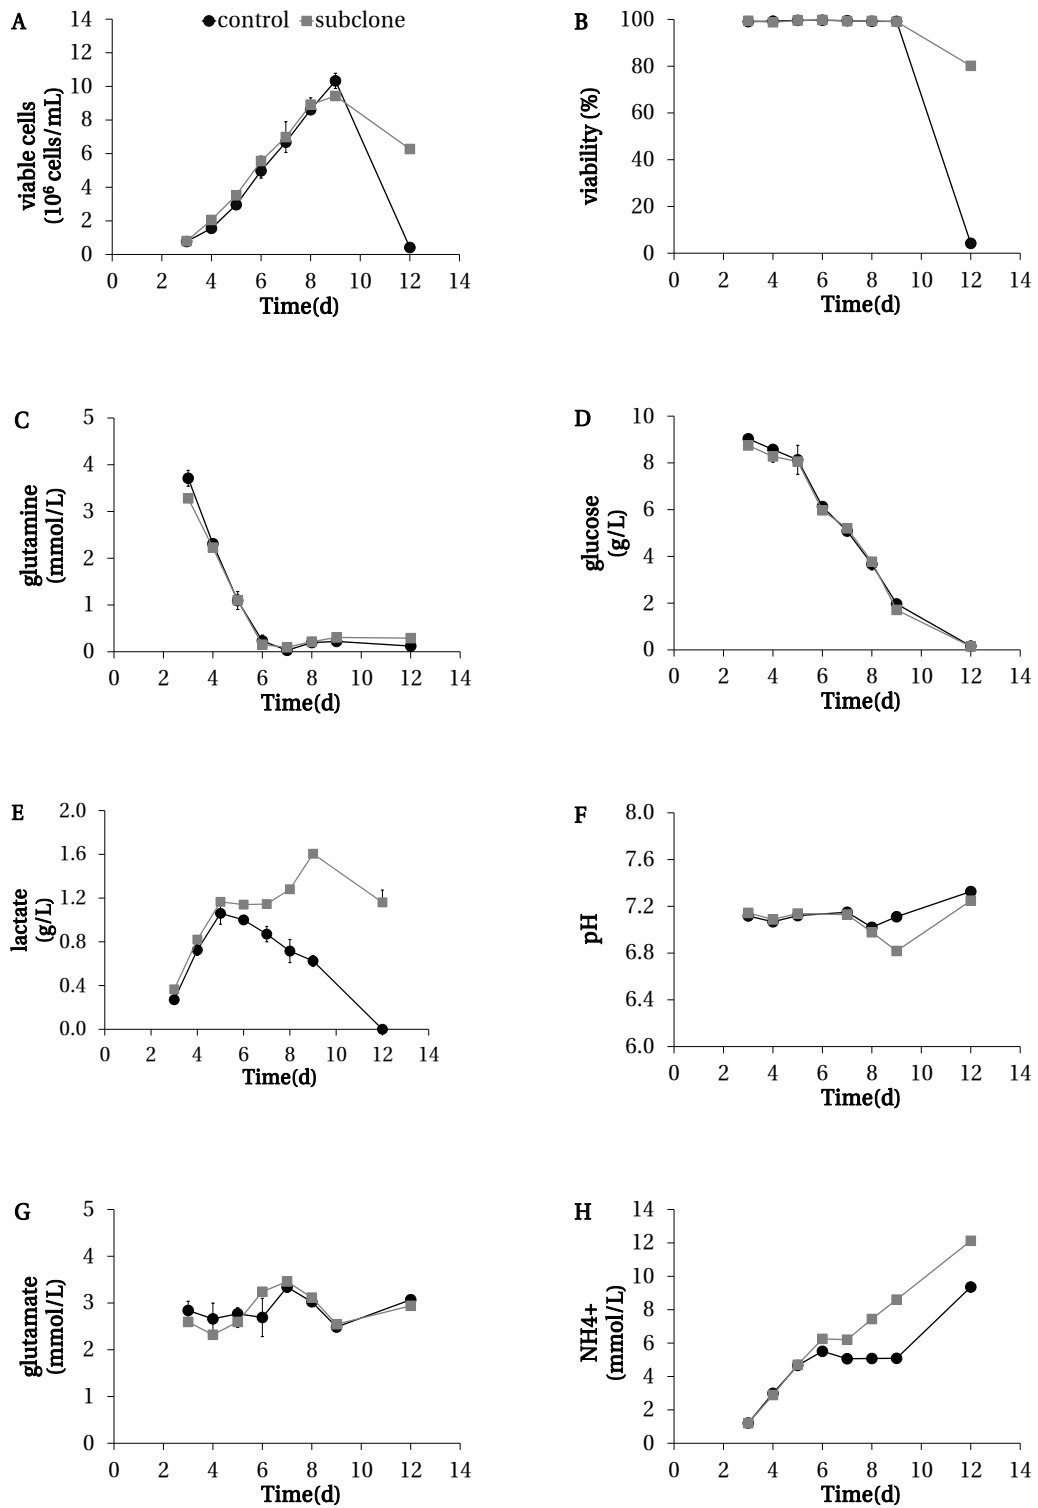 A
control
subclone
14
12
10
8
6
4
2
0
viable cells
(10⁶ cells/mL)
0 2 4 6 8 10 12 14
Time(d)
B
100
80
60
40
20
0
viability (%)
0 2 4 6 8 10 12 14
Time(d)
C
5
4
3
2
1
0
glutamine
(mmol/L)
0 2 4 6 8 10 12 14
Time(d)
D
10
8
6
4
2
0
glucose
(g/L)
0 2 4 6 8 10 12 14
Time(d)
E
2.0
1.6
1.2
0.8
0.4
0.0
lactate
(g/L)
0 2 4 6 8 10 12 14
Time(d)
F
8.0
7.6
7.2
6.8
6.4
6.0
pH
0 2 4 6 8 10 12 14
Time(d)
G
5
4
3
2
1
0
glutamate
(mmol/L)
0 2 4 6 8 10 12 14
Time(d)
H
14
12
10
8
6
4
2
0
NH4+
(mmol/L)
0 2 4 6 8 10 12 14
Time(d)